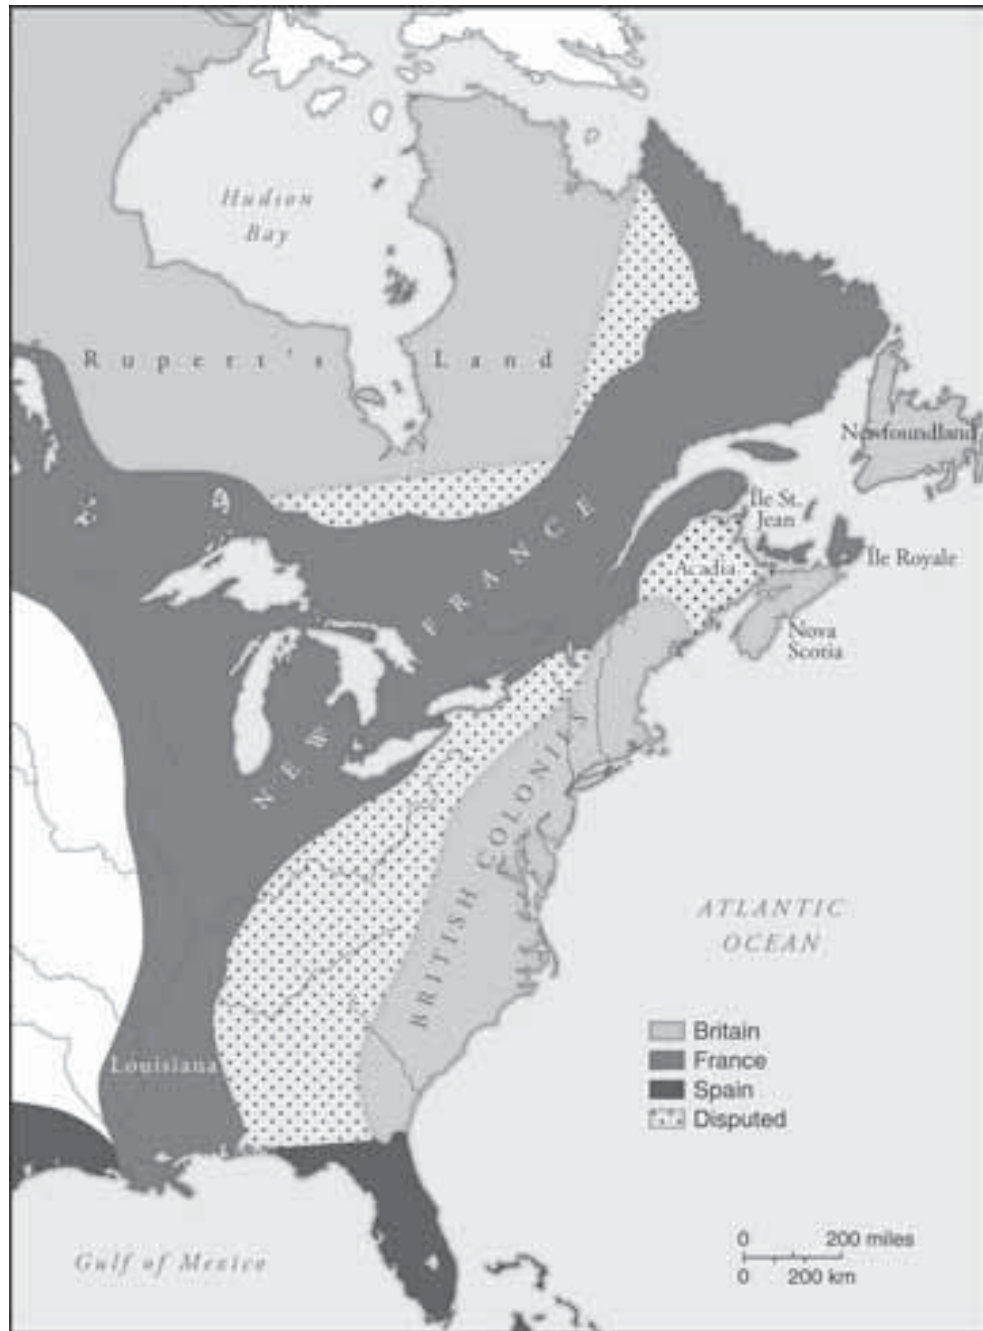 Hudson
Bay
Rupert's Land
Newfoundland
Île St.
Jean
Acadia
Île Royale
Nova
Scoria
NEW FRANCE
BRITISH COLONIES
ATLANTIC
OCEAN
Britain
France
Spain
Disputed
Louisiana
Gulf of Mexico
0 200 miles
0 200 km